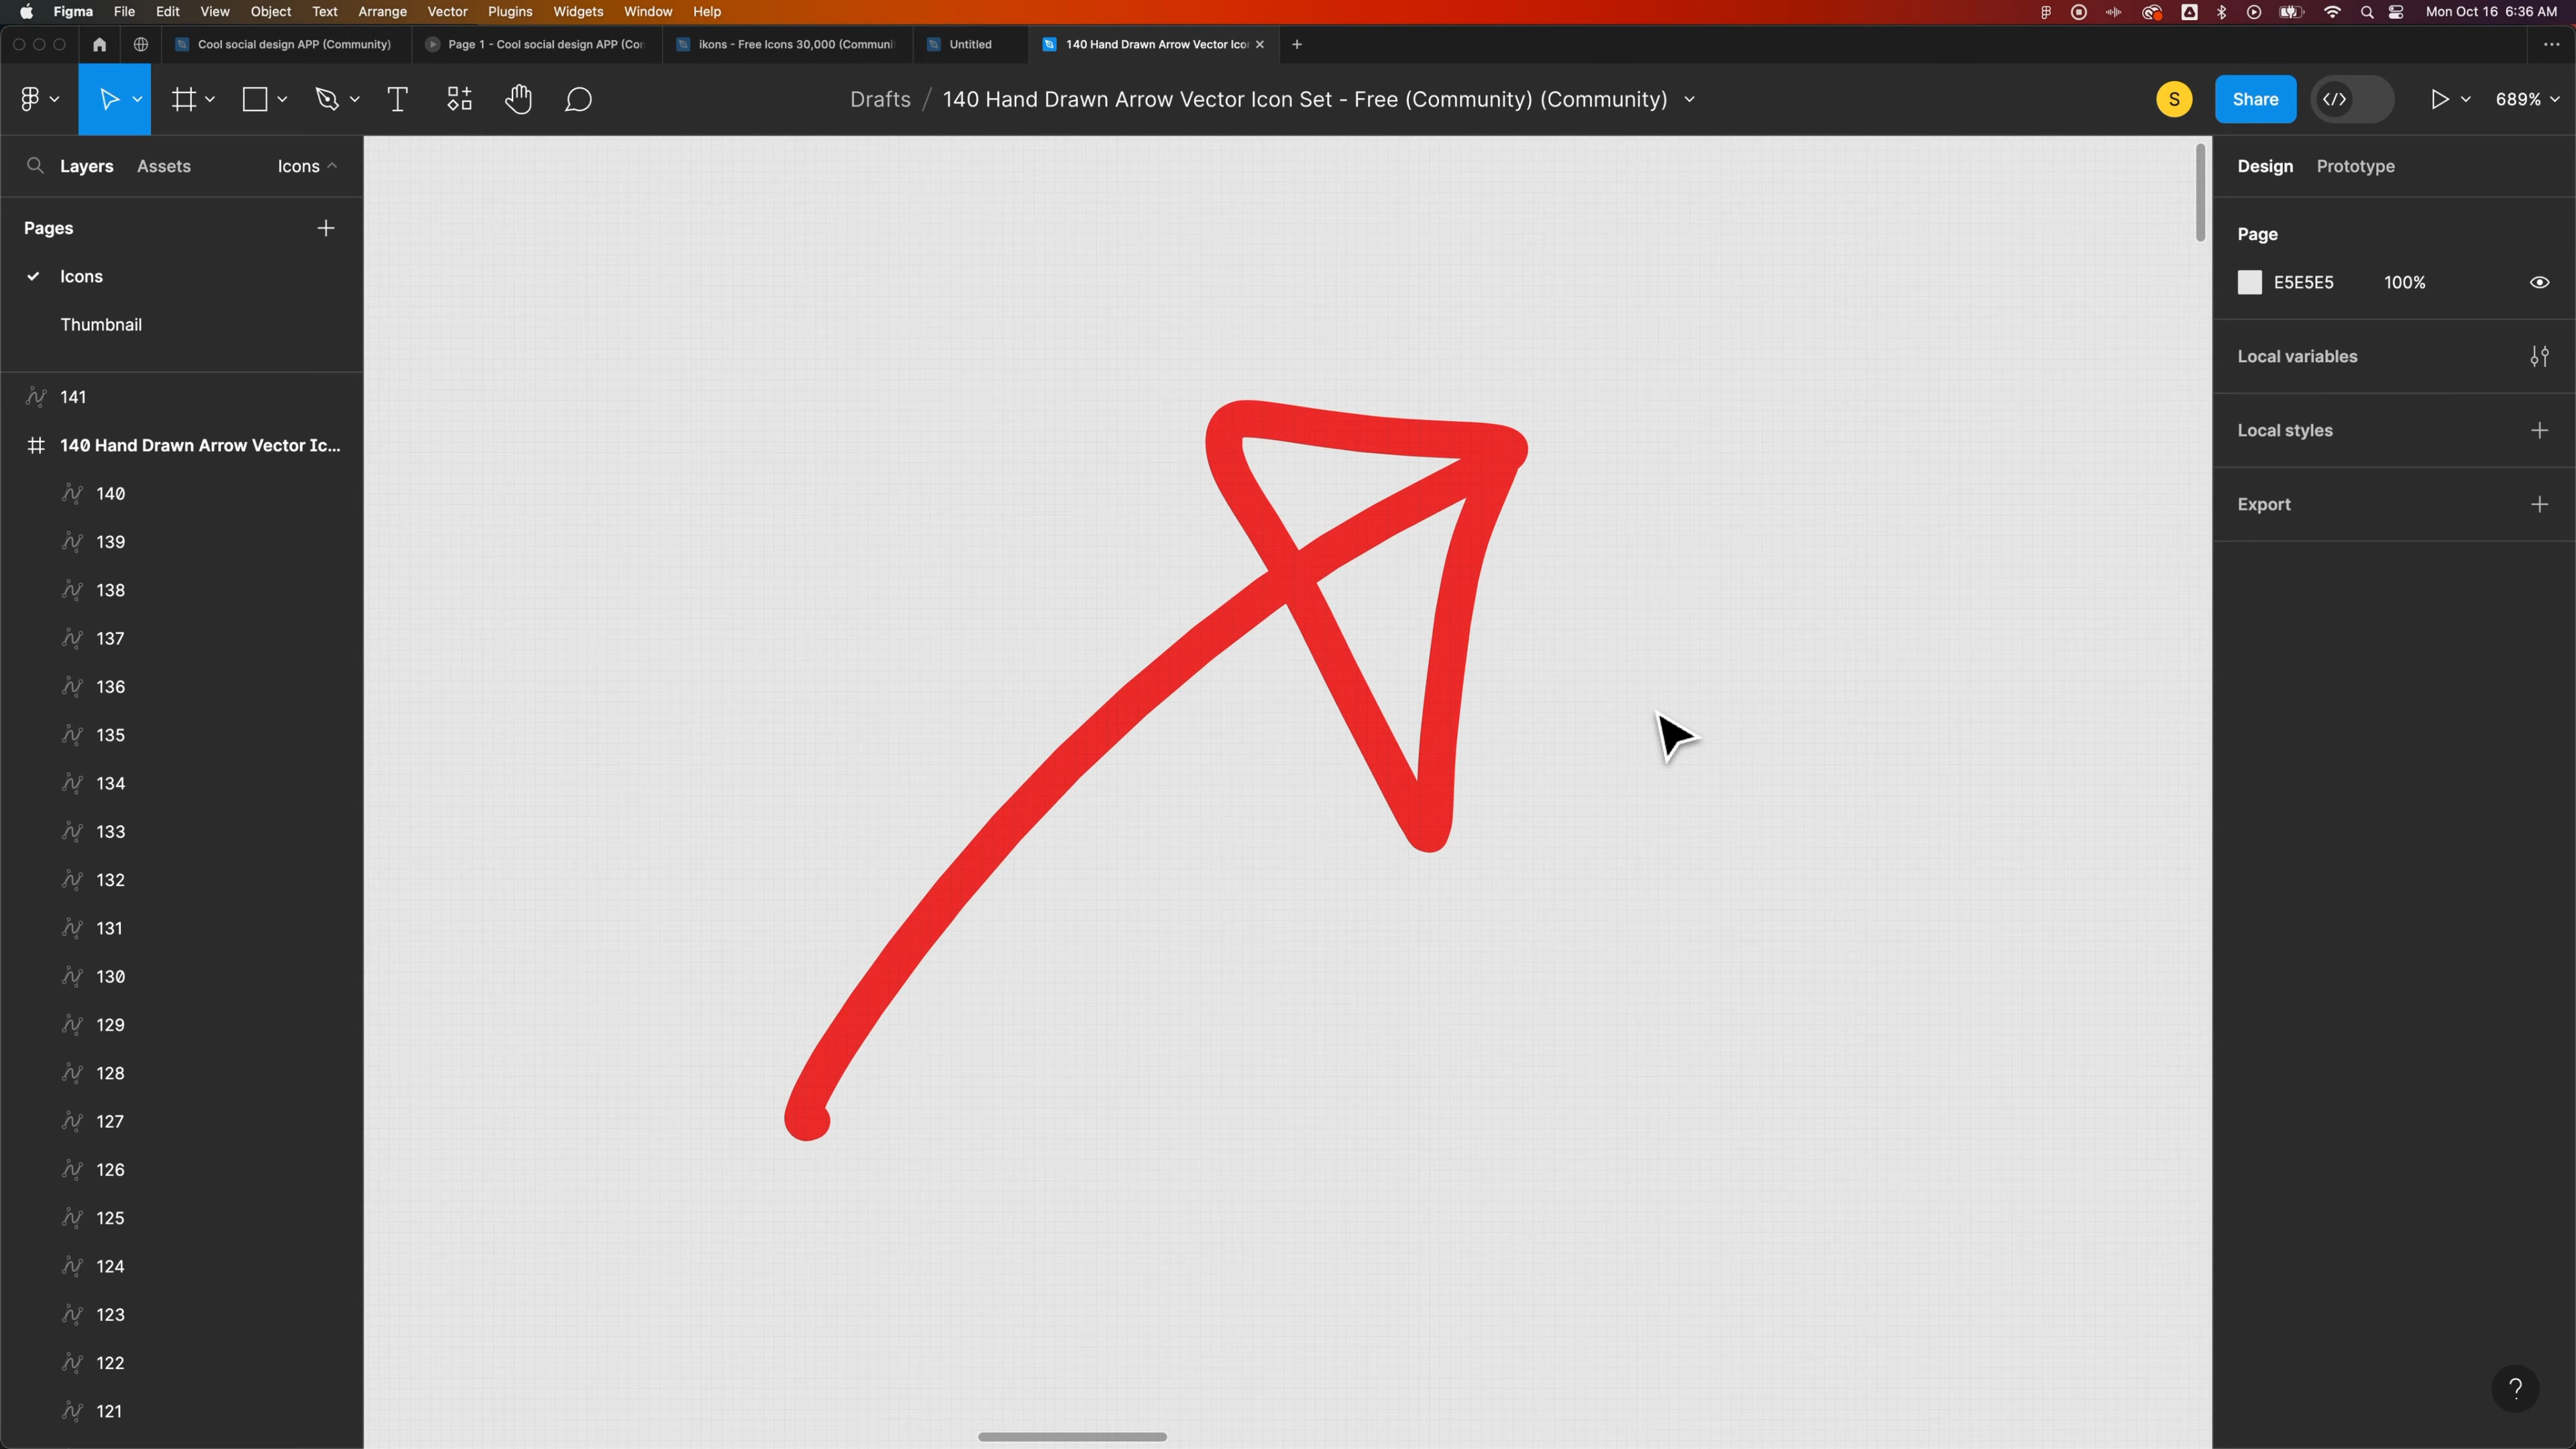 Figma File Edit View Object Text Arrange Vector Plugins Widgets Window Help Mon Oct 16 6:36 AM
Cool social design APP (Community) Page 1 - Cool social design APP (Co ikons - Free Icons 30,000 (Communi Untitled 140 Hand Drawn Arrow Vector Ico
Drafts / 140 Hand Drawn Arrow Vector Icon Set - Free (Community) (Community) S Share 689%
Layers Assets Icons
Design Prototype
Pages
Page
Icons
E5E5E5 100%
Thumbnail
Local variables
141
Local styles
140 Hand Drawn Arrow Vector Ic...
140
Export
139
138
137
136
135
134
133
132
131
130
129
128
127
126
125
124
123
122
121
?